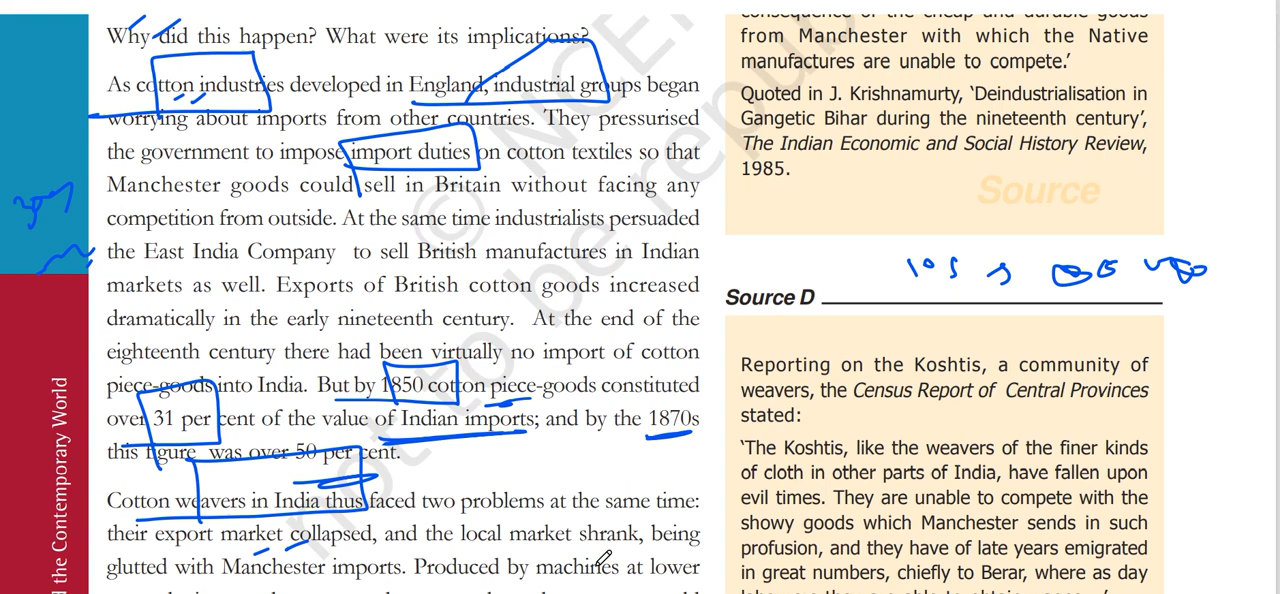 Why did this happen? What were its implications?
As cotton industries developed in England, industrial groups began
worrying about imports from other countries. They pressurised
the government to impose import duties on cotton textiles so that
Manchester goods could sell in Britain without facing any
competition from outside. At the same time industrialists persuaded
the East India Company to sell British manufactures in Indian
markets as well. Exports of British cotton goods increased
dramatically in the early nineteenth century. At the end of the
eighteenth century there had been virtually no import of cotton
piece-goods into India. But by 1850 cotton piece-goods constituted
over 31 per cent of the value of Indian imports; and by the 1870s
this figure was over 50 per cent.
Cotton weavers in India thus faced two problems at the same time:
their export market collapsed, and the local market shrank, being
glutted with Manchester imports. Produced by machines at lower
consequence of the cheap and durable goods
from Manchester with which the Native
manufactures are unable to compete.’
Quoted in J. Krishnamurty, ‘Deindustrialisation in
Gangetic Bihar during the nineteenth century’,
The Indian Economic and Social History Review,
1985.
Source
Source D
Reporting on the Koshtis, a community of
weavers, the Census Report of Central Provinces
stated:
‘The Koshtis, like the weavers of the finer kinds
of cloth in other parts of India, have fallen upon
evil times. They are unable to compete with the
showy goods which Manchester sends in such
profusion, and they have of late years emigrated
in great numbers, chiefly to Berar, where as day
the Contemporary World
© NCE
not to be republ